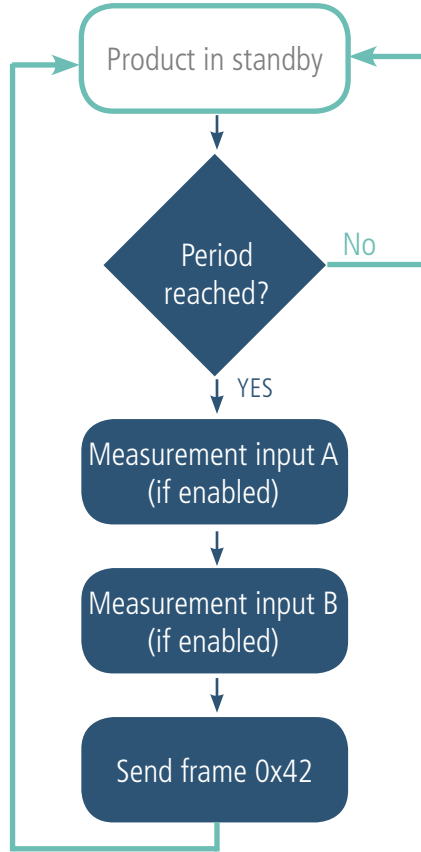 Product in standby
Period
reached?
No
YES
Measurement input A
(if enabled)
Measurement input B
(if enabled)
Send frame 0x42